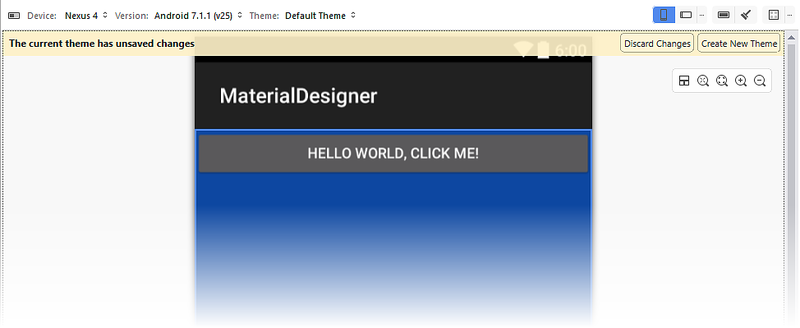 Device: Nexus 4 Version: Android 7.1.1 (v25) Theme: Default Theme
The current theme has unsaved changes Discard Changes Create New Theme
6:00
MaterialDesigner
HELLO WORLD, CLICK ME!